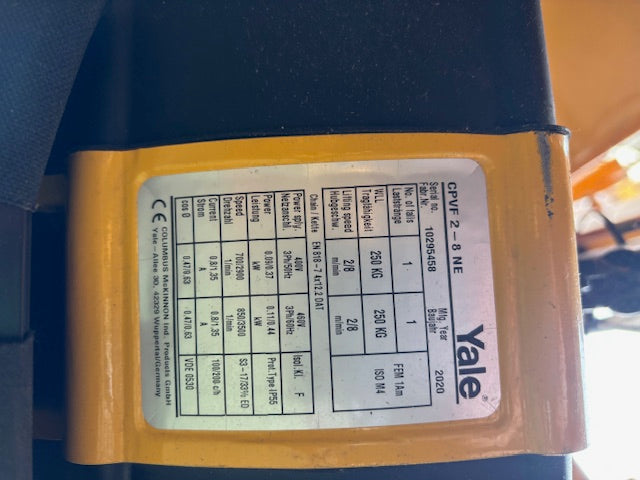 Yale®
CPVF 2-8 NE
Serial no. 10295458 Mfg. Year 2020
Fabr.Nr. Baujahr
No. of falls 1 1 FEM 1Am
Laststränge ISO M4
WLL 250 KG 250 KG
Tragfähigkeit
Lifting speed 2/8 2/8
Hubgeschw. m/min m/min
Chain / Kette EN 818-7 4x12.2 DAT
Power sply. 400V 460V Isol.Kl. F
Netzanschl. 3Ph/50Hz 3Ph/60Hz
Power 0.09/0.37 0.11/0.44 Prot.Type IP55
Leistung kW kW
Speed 700/2900 850/3500 S3-17/33% ED
Drehzahl 1/min 1/min
Current 0.8/1.35 0.8/1.35 100/200 c/h
Strom A A
cos Ø 0.47/0.63 0.47/0.63 VDE 0530
CE COLUMBUS McKINNON Ind. Products GmbH
Yale-Allee 30, 42329 Wuppertal/Germany